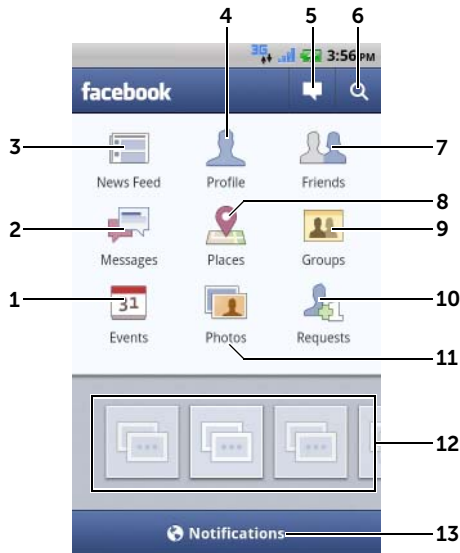 4 5 6
3G 3:56 PM
facebook
3 7
News Feed Profile Friends
2 8
9
Messages Places Groups
1 31 10
Events Photos Requests
11
12
Notifications 13